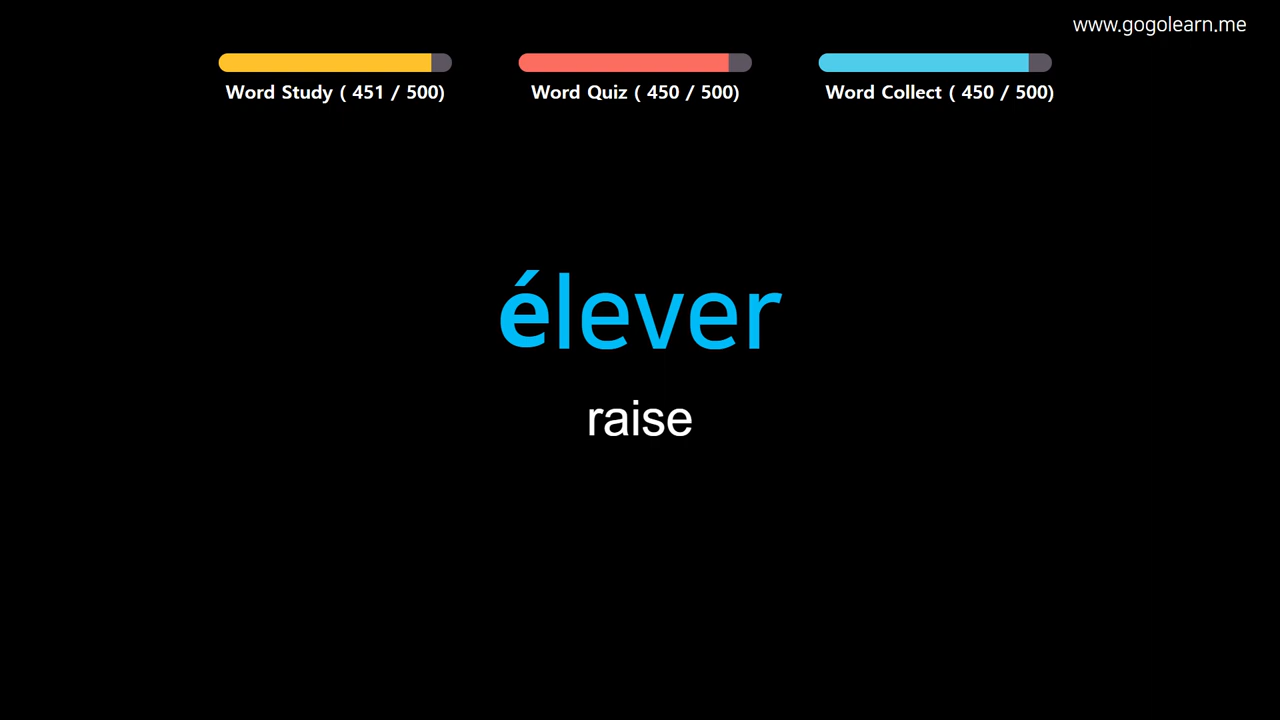 www.gogolearn.me
Word Study ( 451 / 500)
Word Quiz ( 450 / 500)
Word Collect ( 450 / 500)
élever
raise